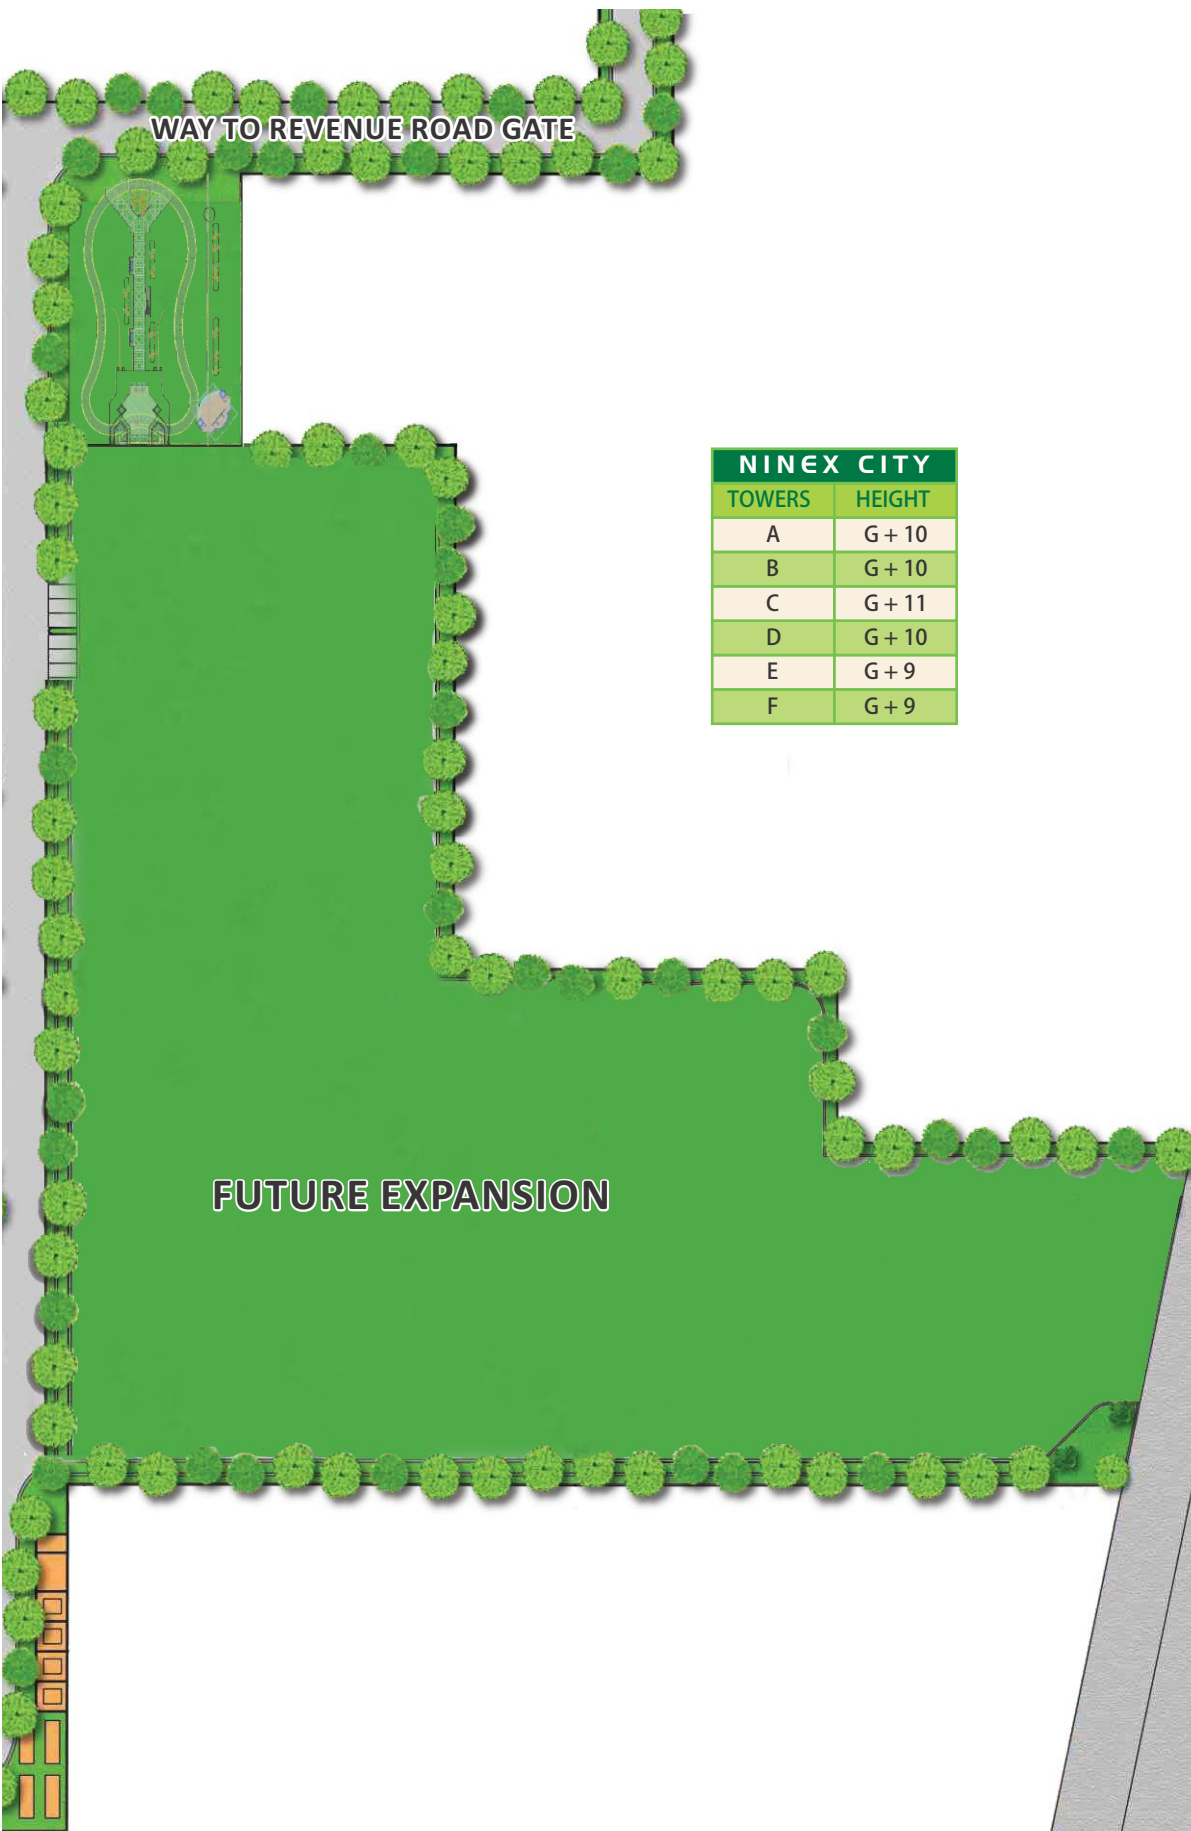 WAY TO REVENUE ROAD GATE
NINEX CITY
TOWERS HEIGHT
A G + 10
B G + 10
C G + 11
D G + 10
E G + 9
F G + 9
FUTURE EXPANSION